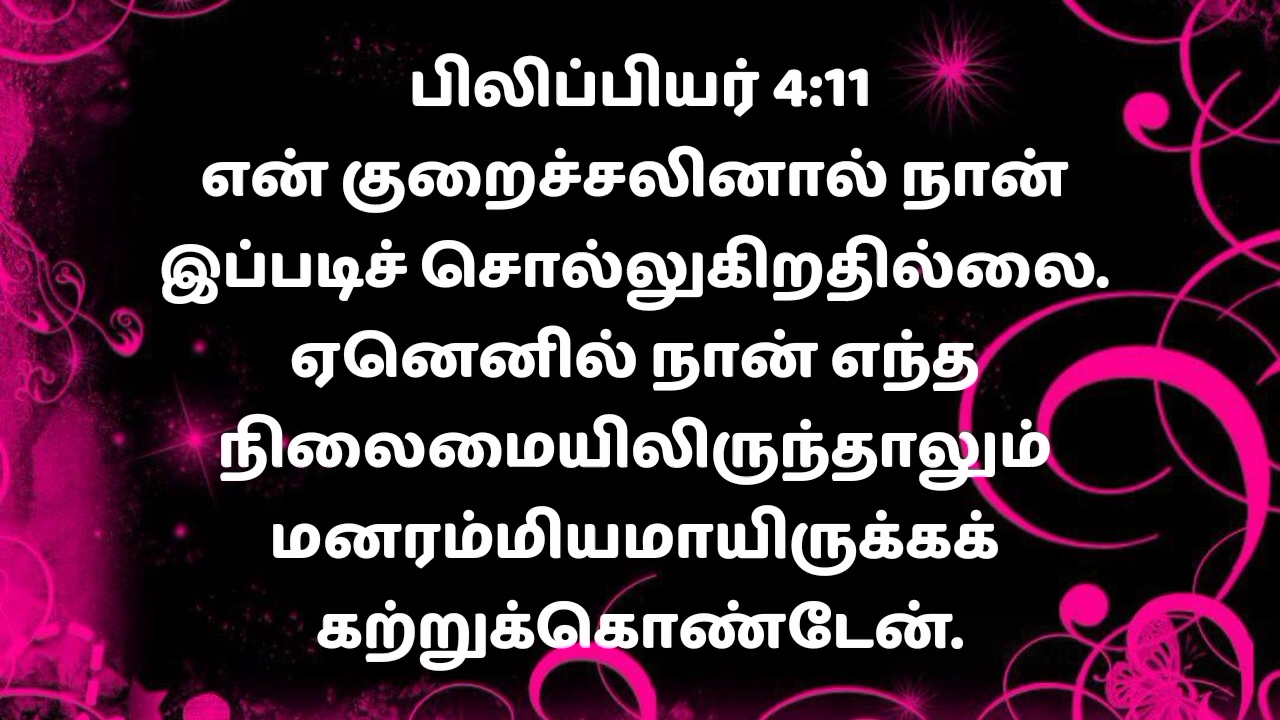 பிலிப்பியர் 4:11
என் குறைச்சலினால் நான்
இப்படிச் சொல்லுகிறதில்லை.
ஏனெனில் நான் எந்த
நிலைமையிலிருந்தாலும்
மனரம்மியமாயிருக்கக்
கற்றுக்கொண்டேன்.